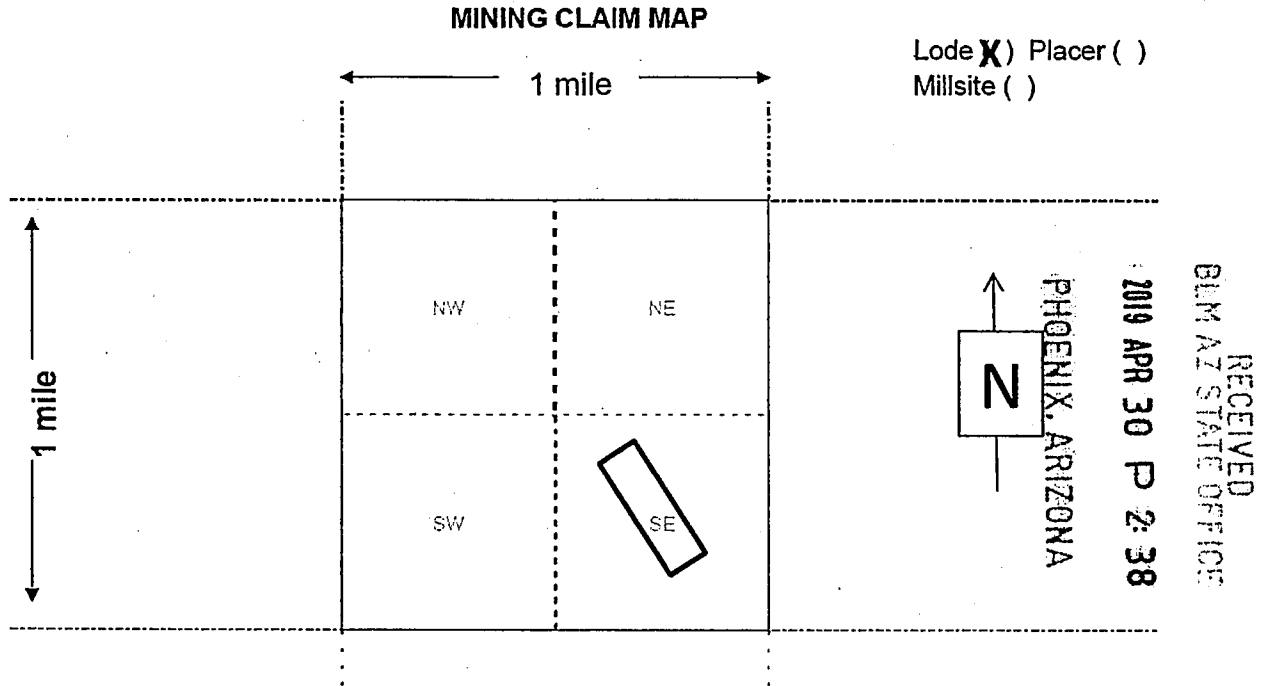 MINING CLAIM MAP
Lode X) Placer ( )
Millsite ( )
1 mile
1 mile
NW
NE
SW
SE
N
RECEIVED
BLM AZ STATE OFFICE
2019 APR 30 P 2:38
PHOENIX, ARIZONA